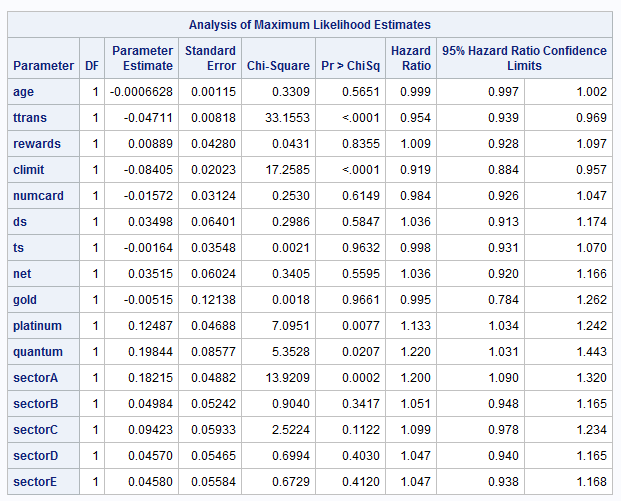 Analysis of Maximum Likelihood Estimates
Parameter DF Parameter Estimate Standard Error Chi-Square Pr > ChiSq Hazard Ratio 95% Hazard Ratio Confidence Limits
age 1 -0.0006628 0.00115 0.3309 0.5651 0.999 0.997 1.002
ttrans 1 -0.04711 0.00818 33.1553 <.0001 0.954 0.939 0.969
rewards 1 0.00889 0.04280 0.0431 0.8355 1.009 0.928 1.097
climit 1 -0.08405 0.02023 17.2585 <.0001 0.919 0.884 0.957
numcard 1 -0.01572 0.03124 0.2530 0.6149 0.984 0.926 1.047
ds 1 0.03498 0.06401 0.2986 0.5847 1.036 0.913 1.174
ts 1 -0.00164 0.03548 0.0021 0.9632 0.998 0.931 1.070
net 1 0.03515 0.06024 0.3405 0.5595 1.036 0.920 1.166
gold 1 -0.00515 0.12138 0.0018 0.9661 0.995 0.784 1.262
platinum 1 0.12487 0.04688 7.0951 0.0077 1.133 1.034 1.242
quantum 1 0.19844 0.08577 5.3528 0.0207 1.220 1.031 1.443
sectorA 1 0.18215 0.04882 13.9209 0.0002 1.200 1.090 1.320
sectorB 1 0.04984 0.05242 0.9040 0.3417 1.051 0.948 1.165
sectorC 1 0.09423 0.05933 2.5224 0.1122 1.099 0.978 1.234
sectorD 1 0.04570 0.05465 0.6994 0.4030 1.047 0.940 1.165
sectorE 1 0.04580 0.05584 0.6729 0.4120 1.047 0.938 1.168